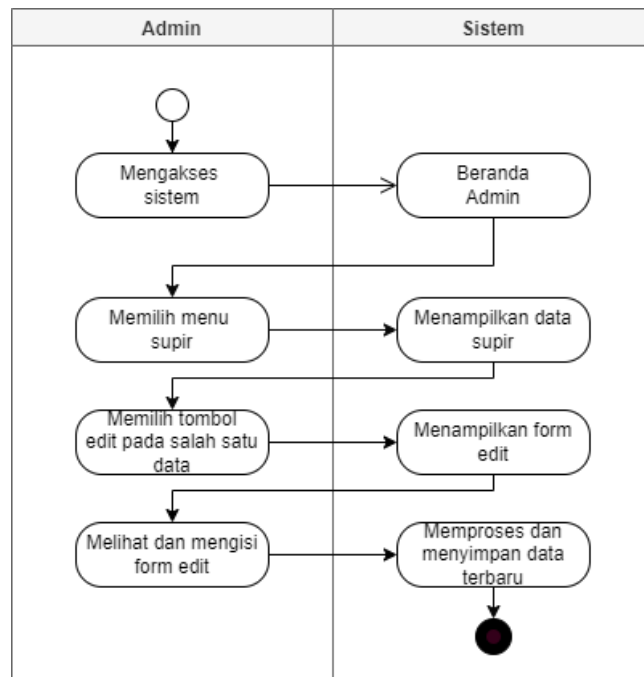 Admin
Sistem
Mengakses
sistem
Beranda
Admin
Memilih menu
supir
Menampilkan data
supir
Memilih tombol
edit pada salah satu
data
Menampilkan form
edit
Melihat dan mengisi
form edit
Memproses dan
menyimpan data
terbaru